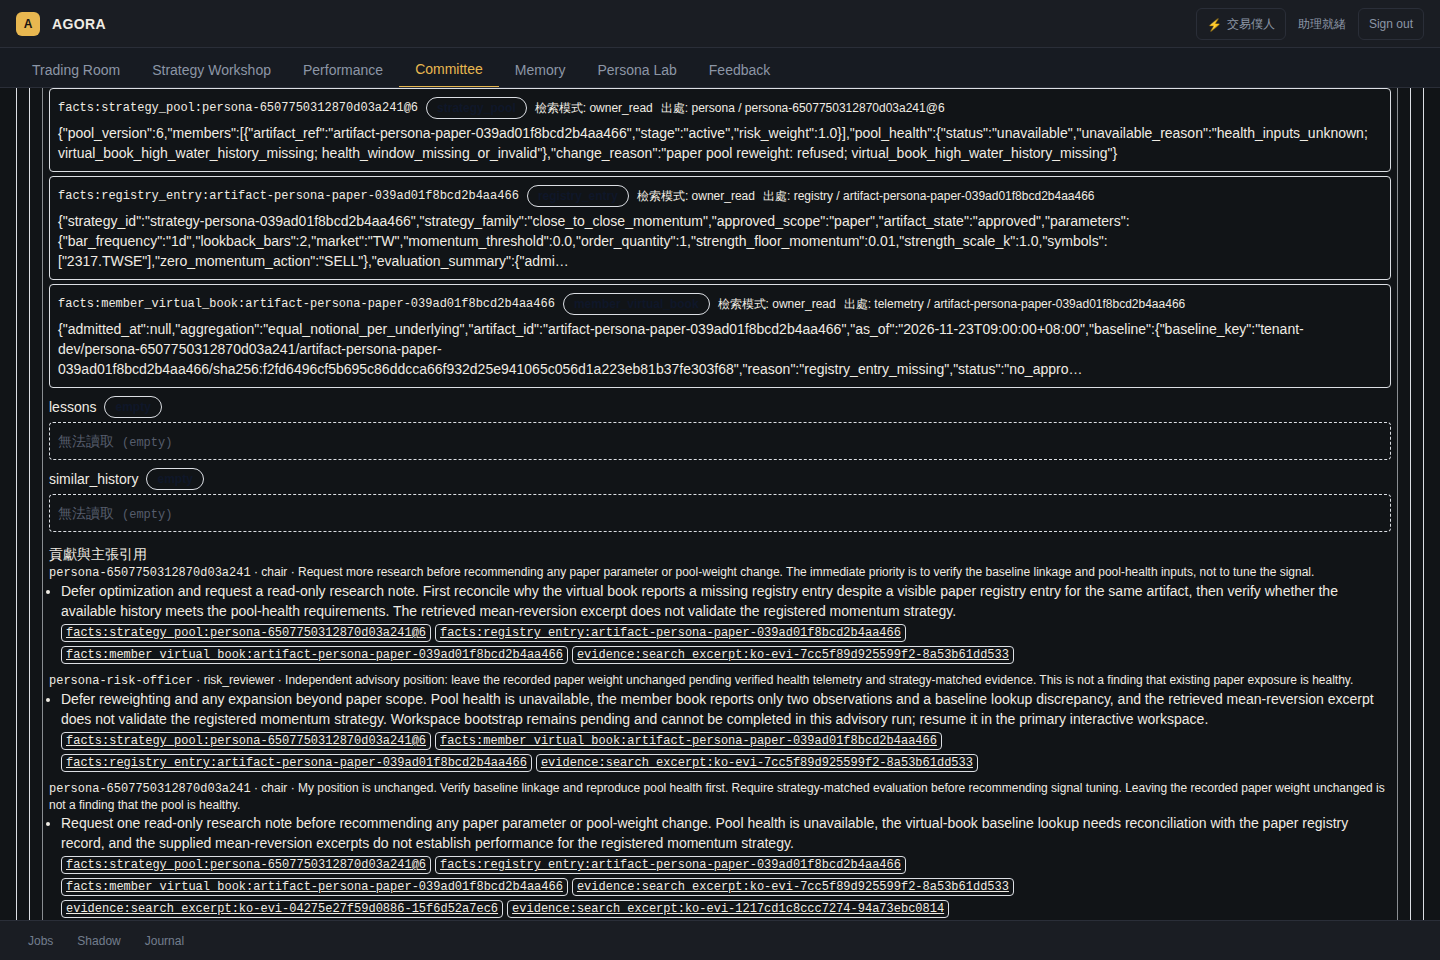 A AGORA
⚡ 交易僕人 助理就緒 Sign out
Trading Room Strategy Workshop Performance Committee Memory Persona Lab Feedback
facts:strategy_pool:persona-6507750312870d03a241@6 檢索模式: owner_read 出處: persona / persona-6507750312870d03a241@6
{"pool_version":6,"members":[{"artifact_ref":"artifact-persona-paper-039ad01f8bcd2b4aa466","stage":"active","risk_weight":1.0}],"pool_health":{"status":"unavailable","unavailable_reason":"health_inputs_unknown;
virtual_book_high_water_history_missing; health_window_missing_or_invalid"},"change_reason":"paper pool reweight: refused; virtual_book_high_water_history_missing"}
facts:registry_entry:artifact-persona-paper-039ad01f8bcd2b4aa466 檢索模式: owner_read 出處: registry / artifact-persona-paper-039ad01f8bcd2b4aa466
{"strategy_id":"strategy-persona-039ad01f8bcd2b4aa466","strategy_family":"close_to_close_momentum","approved_scope":"paper","artifact_state":"approved","parameters":
{"bar_frequency":"1d","lookback_bars":2,"market":"TW","momentum_threshold":0.0,"order_quantity":1,"strength_floor_momentum":0.01,"strength_scale_k":1.0,"symbols":
["2317.TWSE"],"zero_momentum_action":"SELL"},"evaluation_summary":{"admi…
facts:member_virtual_book:artifact-persona-paper-039ad01f8bcd2b4aa466 檢索模式: owner_read 出處: telemetry / artifact-persona-paper-039ad01f8bcd2b4aa466
{"admitted_at":null,"aggregation":"equal_notional_per_underlying","artifact_id":"artifact-persona-paper-039ad01f8bcd2b4aa466","as_of":"2026-11-23T09:00:00+08:00","baseline":{"baseline_key":"tenant-
dev/persona-6507750312870d03a241/artifact-persona-paper-
039ad01f8bcd2b4aa466/sha256:f2fd6496cf5b695c86ddcca66f932d25e941065c056d1a223eb81b37fe303f68","reason":"registry_entry_missing","status":"no_appro…
lessons
無法讀取 (empty)
similar_history
無法讀取 (empty)
貢獻與主張引用
persona-6507750312870d03a241 · chair · Request more research before recommending any paper parameter or pool-weight change. The immediate priority is to verify the baseline linkage and pool-health inputs, not to tune the signal.
• Defer optimization and request a read-only research note. First reconcile why the virtual book reports a missing registry entry despite a visible paper registry entry for the same artifact, then verify whether the
available history meets the pool-health requirements. The retrieved mean-reversion excerpt does not validate the registered momentum strategy.
facts:strategy_pool:persona-6507750312870d03a241@6 facts:registry_entry:artifact-persona-paper-039ad01f8bcd2b4aa466
facts:member_virtual_book:artifact-persona-paper-039ad01f8bcd2b4aa466 evidence:search_excerpt:ko-evi-7cc5f89d925599f2-8a53b61dd533
persona-risk-officer · risk_reviewer · Independent advisory position: leave the recorded paper weight unchanged pending verified health telemetry and strategy-matched evidence. This is not a finding that existing paper exposure is healthy.
• Defer reweighting and any expansion beyond paper scope. Pool health is unavailable, the member book reports only two observations and a baseline lookup discrepancy, and the retrieved mean-reversion excerpt
does not validate the registered momentum strategy. Workspace bootstrap remains pending and cannot be completed in this advisory run; resume it in the primary interactive workspace.
facts:strategy_pool:persona-6507750312870d03a241@6 facts:member_virtual_book:artifact-persona-paper-039ad01f8bcd2b4aa466
facts:registry_entry:artifact-persona-paper-039ad01f8bcd2b4aa466 evidence:search_excerpt:ko-evi-7cc5f89d925599f2-8a53b61dd533
persona-6507750312870d03a241 · chair · My position is unchanged. Verify baseline linkage and reproduce pool health first. Require strategy-matched evidence before recommending signal tuning. Leaving the recorded paper weight unchanged is
not a finding that the pool is healthy.
• Request one read-only research note before recommending any paper parameter or pool-weight change. Pool health is unavailable, the virtual-book baseline lookup needs reconciliation with the paper registry
record, and the supplied mean-reversion excerpts do not establish performance for the registered momentum strategy.
facts:strategy_pool:persona-6507750312870d03a241@6 facts:registry_entry:artifact-persona-paper-039ad01f8bcd2b4aa466
facts:member_virtual_book:artifact-persona-paper-039ad01f8bcd2b4aa466 evidence:search_excerpt:ko-evi-7cc5f89d925599f2-8a53b61dd533
evidence:search_excerpt:ko-evi-04275e27f59d0886-15f6d52a7ec6 evidence:search_excerpt:ko-evi-1217cd1c8ccc7274-94a73ebc0814
Jobs Shadow Journal